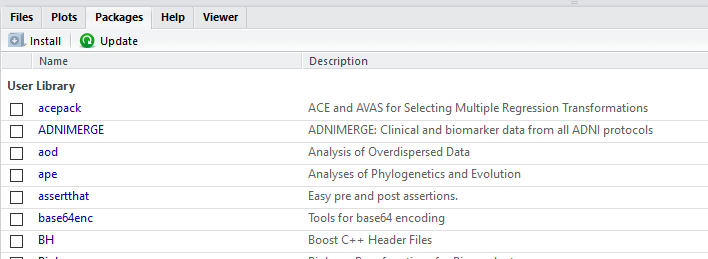 Files Plots Packages Help Viewer
Install Update
Name Description
User Library
acepack ACE and AVAS for Selecting Multiple Regression Transformations
ADNIMERGE ADNIMERGE: Clinical and biomarker data from all ADNI protocols
aod Analysis of Overdispersed Data
ape Analyses of Phylogenetics and Evolution
assertthat Easy pre and post assertions.
base64enc Tools for base64 encoding
BH Boost C++ Header Files